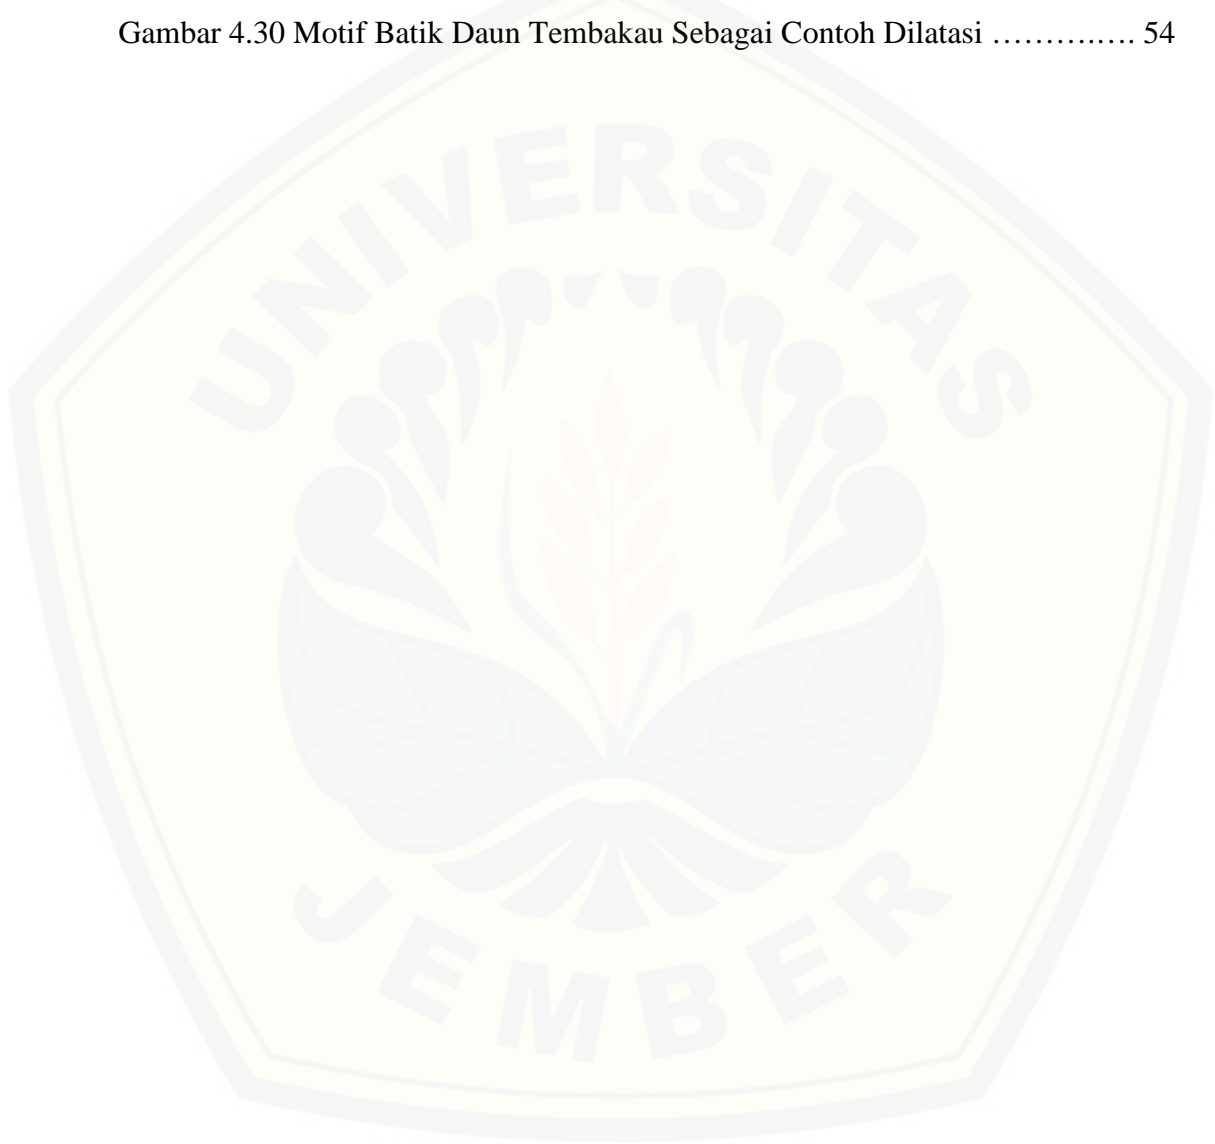 Gambar 4.30 Motif Batik Daun Tembakau Sebagai Contoh Dilatasi ………..…. 54
UNIVERSITAS
JEMBER